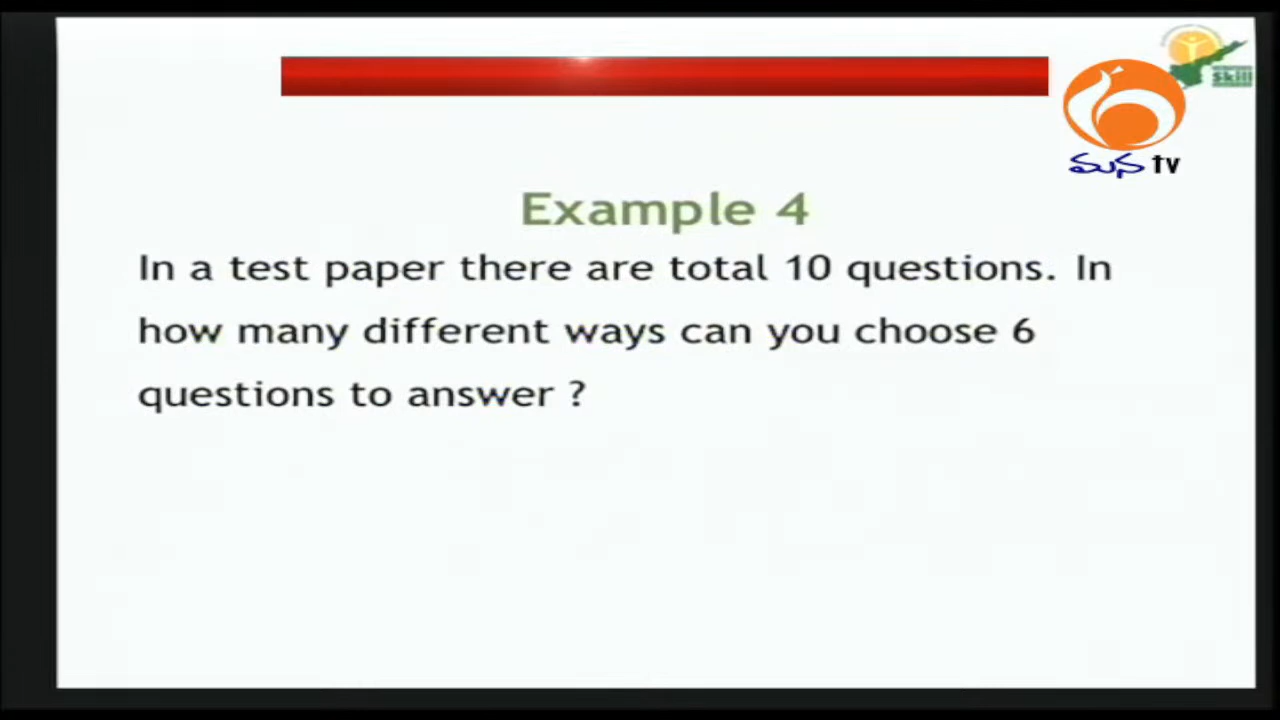 Skill
మన tv
Example 4
In a test paper there are total 10 questions. In
how many different ways can you choose 6
questions to answer ?